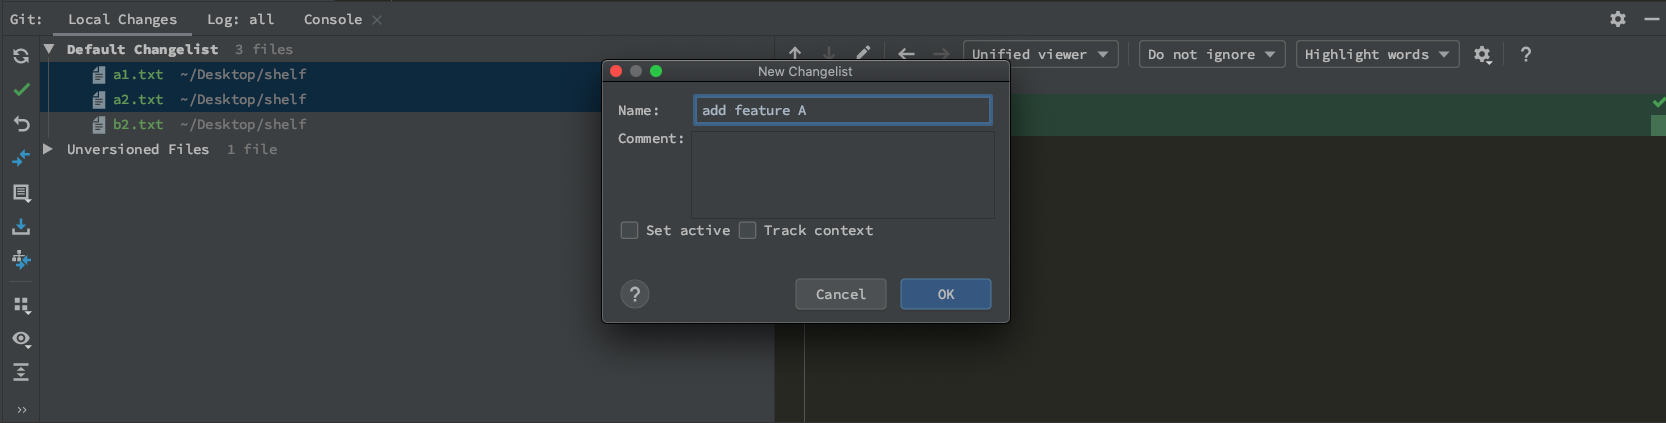 Git: Local Changes Log: all Console
Default Changelist 3 files
a1.txt ~/Desktop/shelf
a2.txt ~/Desktop/shelf
b2.txt ~/Desktop/shelf
Unversioned Files 1 file
Unified viewer Do not ignore Highlight words ?
New Changelist
Name: add feature A
Comment:
Set active Track context
? Cancel OK